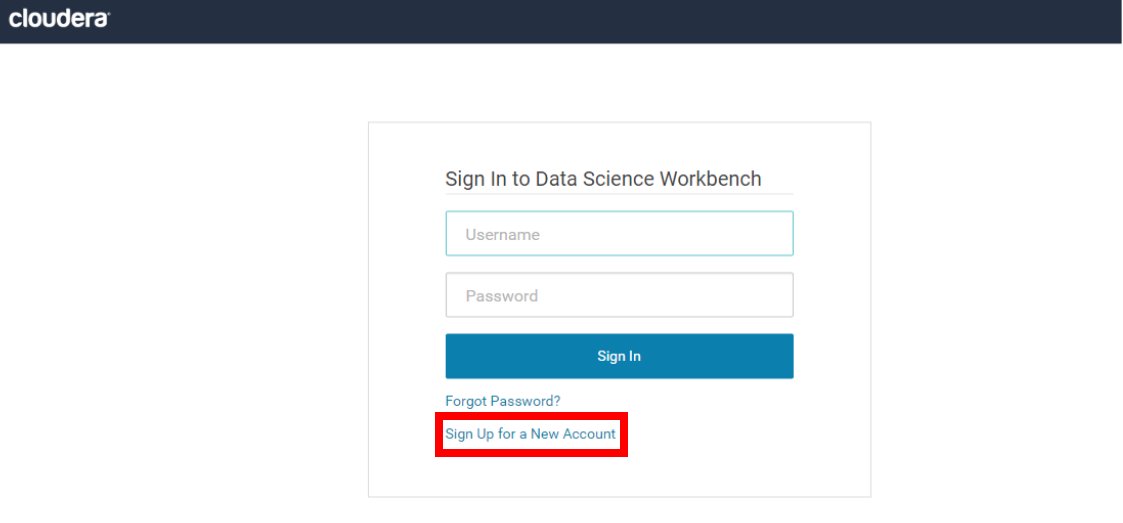 cloudera
Sign In to Data Science Workbench
Username
Password
Sign In
Forgot Password?
Sign Up for a New Account